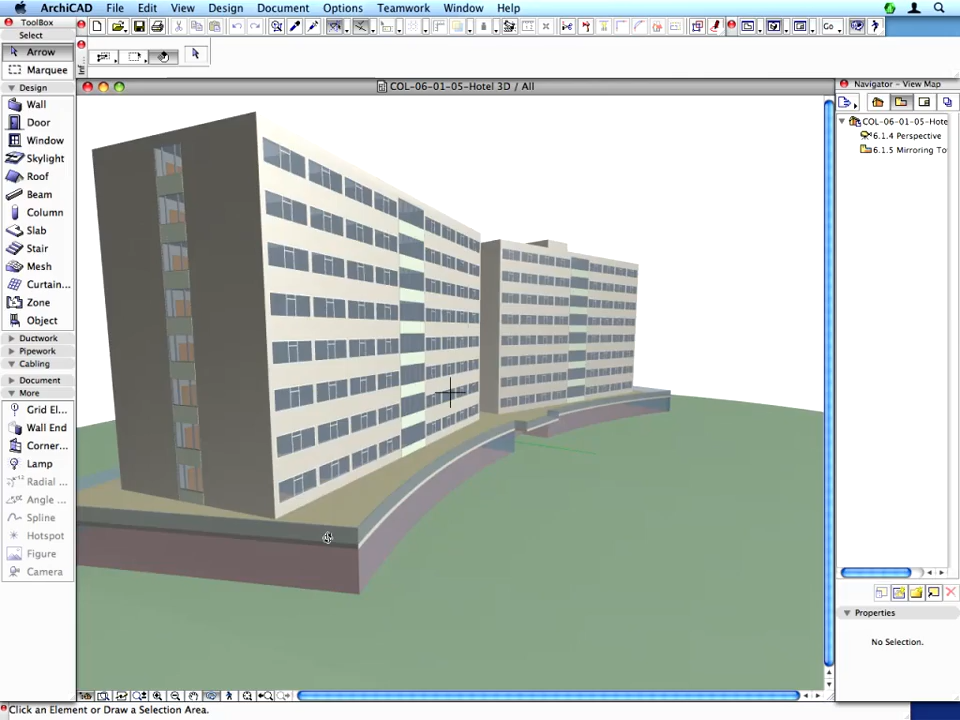 ArchiCAD File Edit View Design Document Options Teamwork Window Help
ToolBox
Select
Arrow
Marquee
Design
Wall
Door
Window
Skylight
Roof
Beam
Column
Slab
Stair
Mesh
Curtain...
Zone
Object
Ductwork
Pipework
Cabling
Document
More
Grid El...
Wall End
Corner...
Lamp
Radial ...
Angle ...
Spline
Hotspot
Figure
Camera
Go...
COL-06-01-05-Hotel 3D / All
Navigator - View Map
COL-06-01-05-Hote
6.1.4 Perspective
6.1.5 Mirroring To
Properties
No Selection.
Click an Element or Draw a Selection Area.